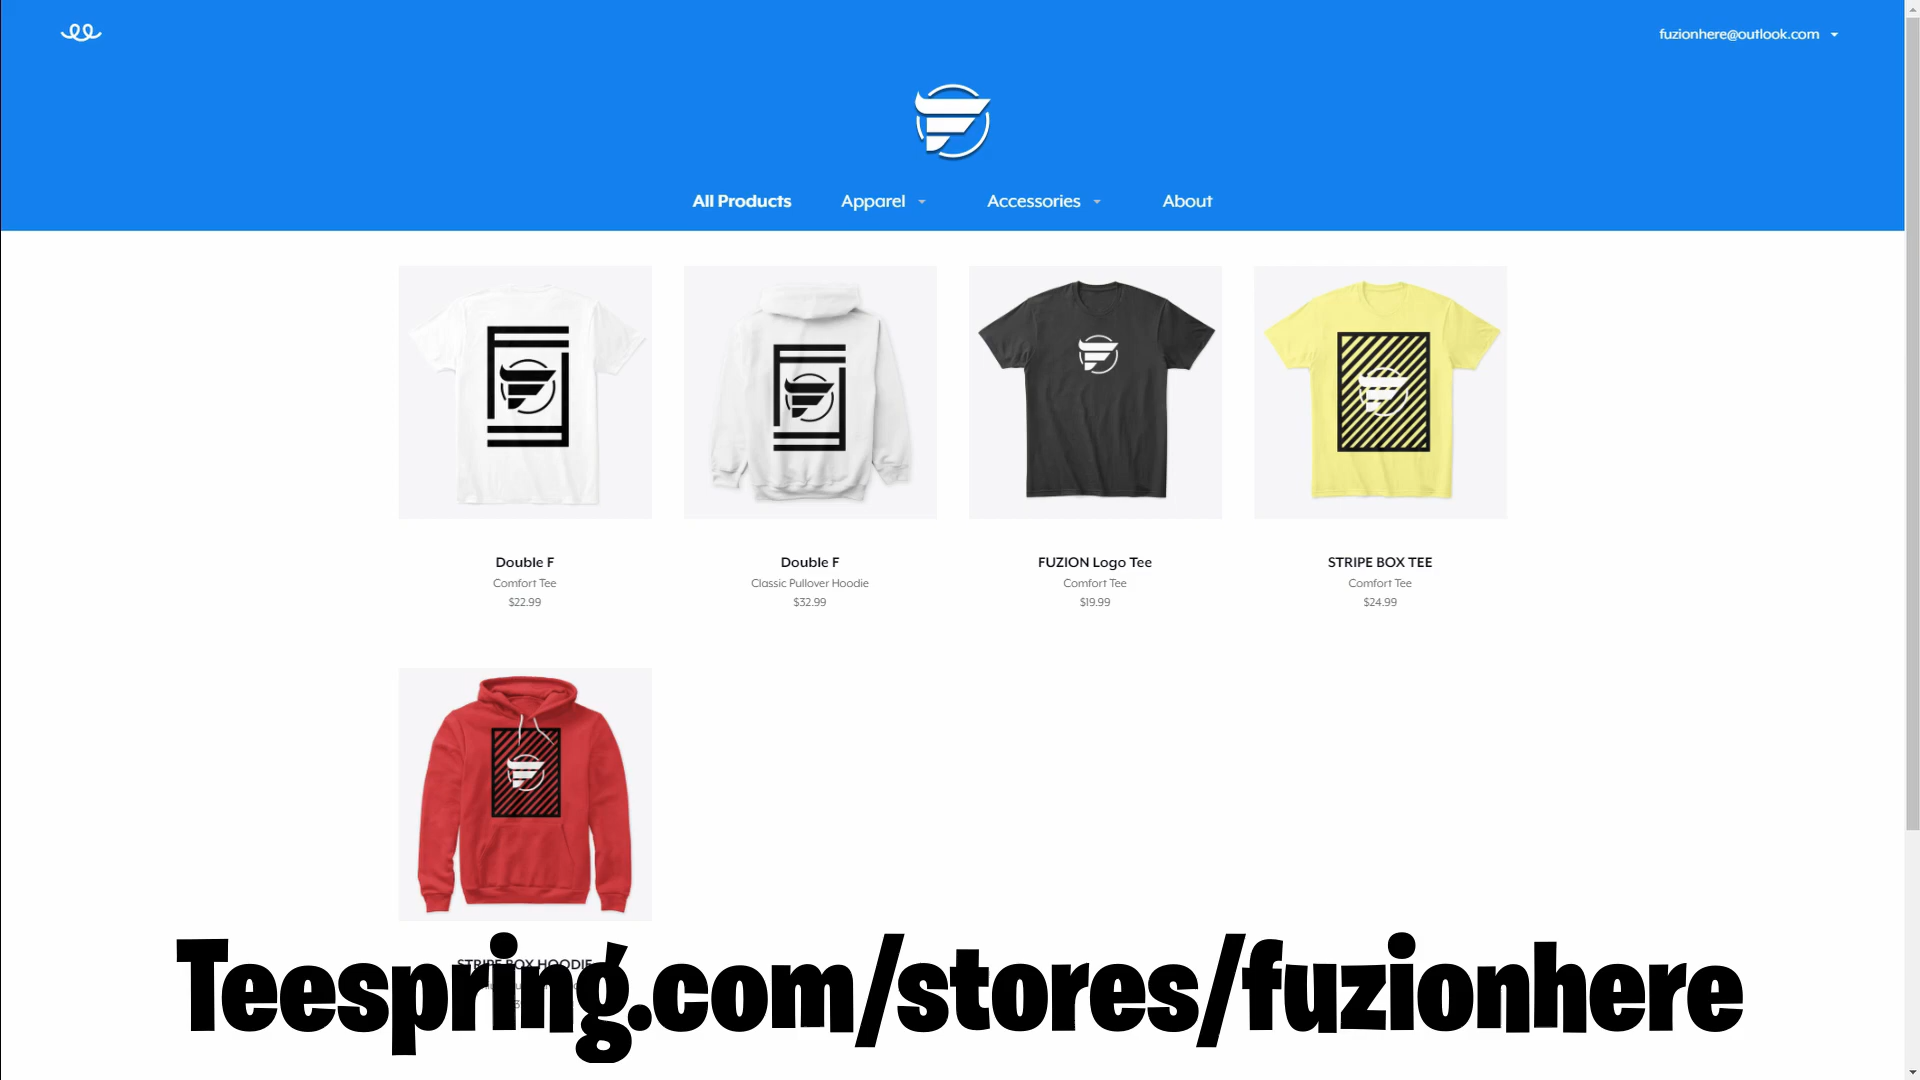 fuzionhere@outlook.com
All Products Apparel Accessories About
Double F
Comfort Tee
$22.99
Double F
Classic Pullover Hoodie
$32.99
FUZION Logo Tee
Comfort Tee
$19.99
STRIPE BOX TEE
Comfort Tee
$24.99
STRIPE BOX HOODIE
Teespring.com/stores/fuzionhere